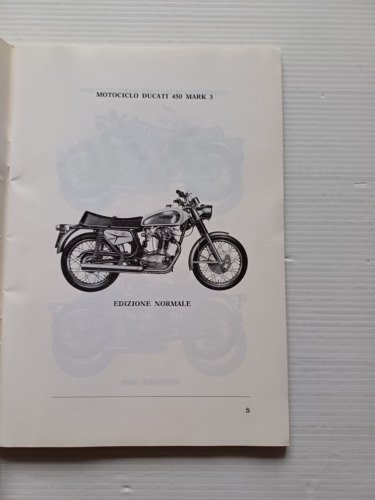 MOTOCICLO DUCATI 450 MARK 3
EDIZIONE NORMALE
5